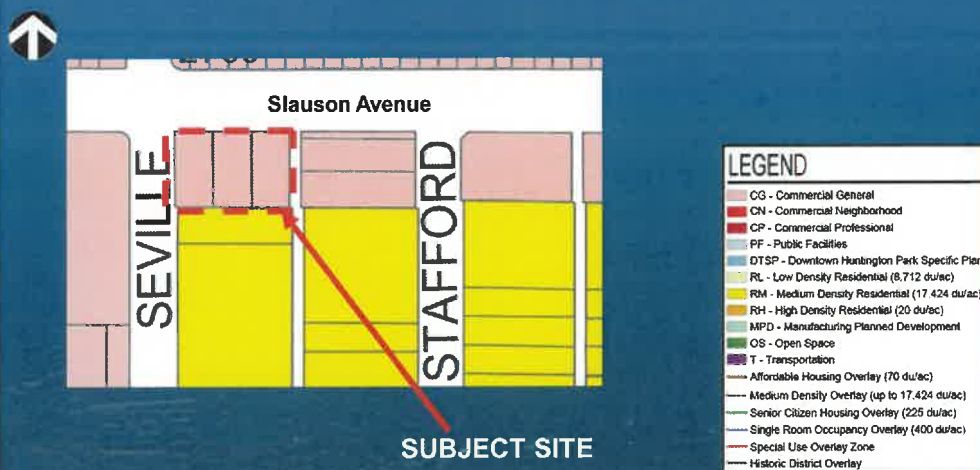 Slauson Avenue
SEVILLE
STAFFORD
SUBJECT SITE
LEGEND
CG - Commercial General
CN - Commercial Neighborhood
CP - Commercial Professional
PF - Public Facilities
DTSP - Downtown Huntington Park Specific Plan
RL - Low Density Residential (8,712 du/ac)
RM - Medium Density Residential (17.424 du/ac)
RH - High Density Residential (20 du/ac)
MPD - Manufacturing Planned Development
OS - Open Space
T - Transportation
Affordable Housing Overlay (70 du/ac)
Medium Density Overlay (up to 17.424 du/ac)
Senior Citizen Housing Overlay (225 du/ac)
Single Room Occupancy Overlay (400 du/ac)
Special Use Overlay Zone
Historic District Overlay